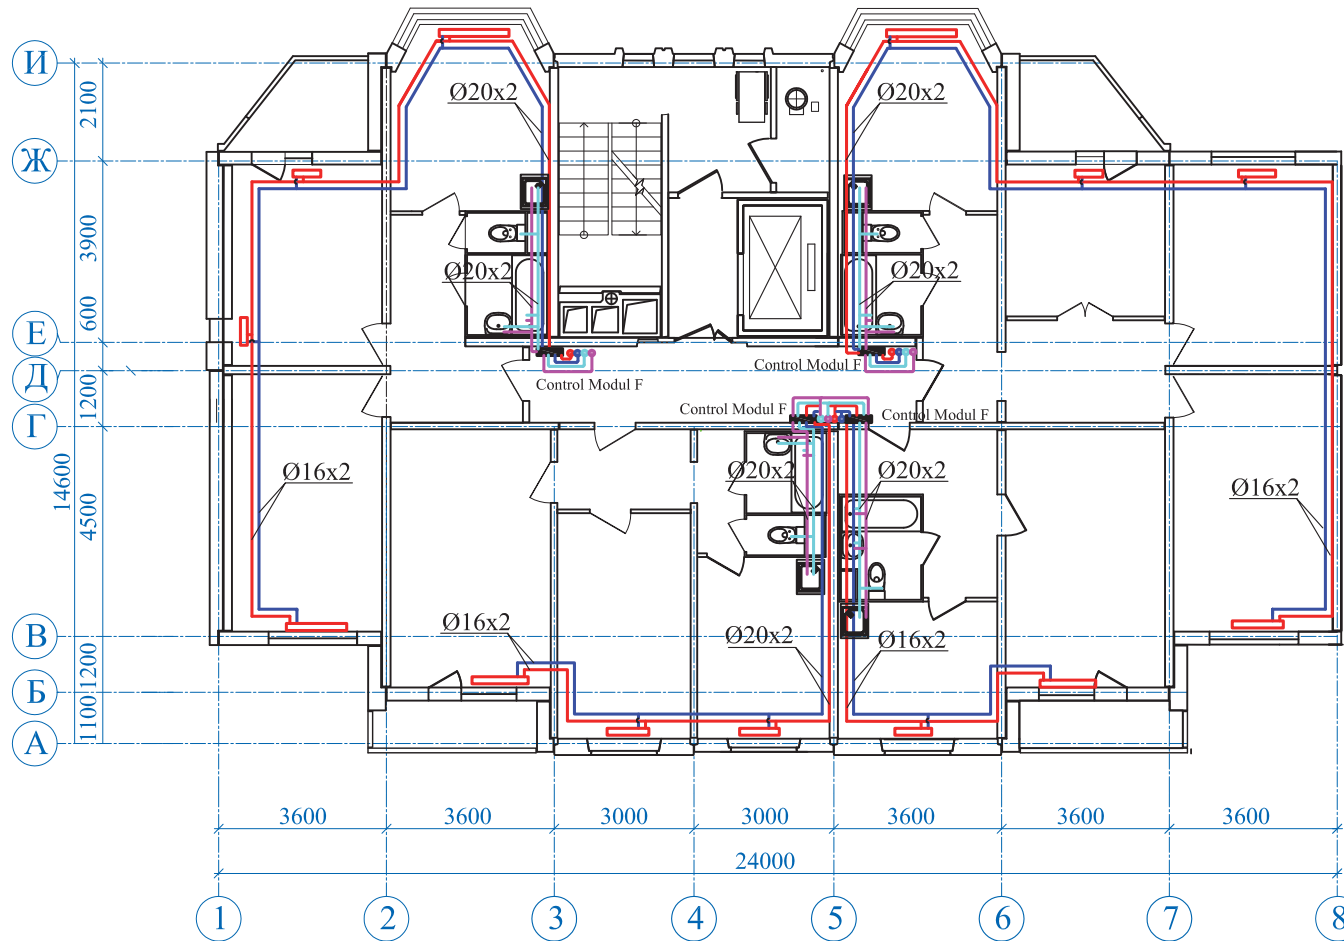 И
Ж
Е
Д
Г
В
Б
А
2100
3900
600
1200
4500
1200
1100
14600
Ø20x2
Ø20x2
Ø20x2
Ø20x2
Control Modul F
Control Modul F
Control Modul F
Control Modul F
Ø16x2
Ø20x2
Ø20x2
Ø16x2
Ø16x2
Ø20x2
Ø16x2
3600
3600
3000
3000
3600
3600
3600
24000
1
2
3
4
5
6
7
8